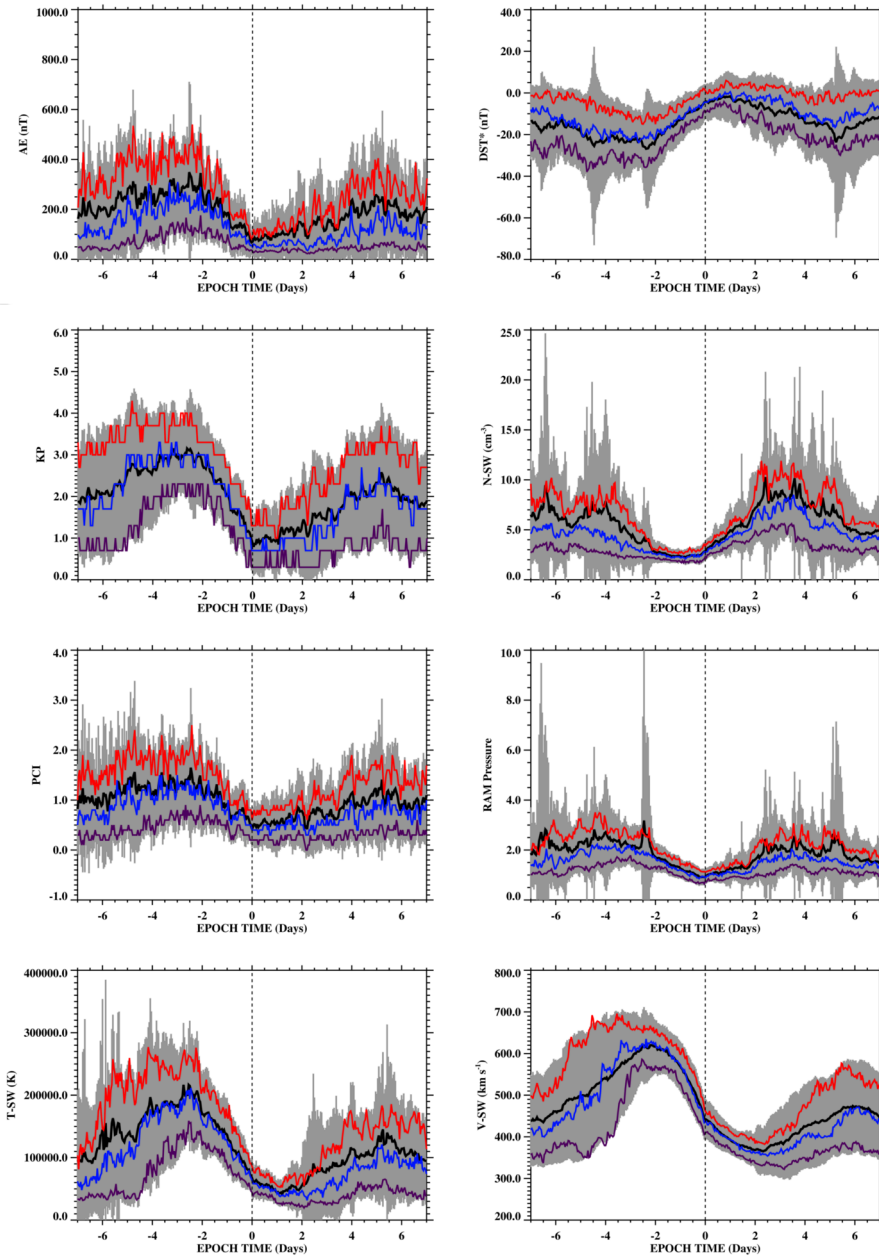 1000.0
800.0
600.0
400.0
200.0
0.0
AE (nT)
-6 -4 -2 0 2 4 6
EPOCH TIME (Days)
40.0
20.0
0.0
-20.0
-40.0
-60.0
-80.0
DST* (nT)
-6 -4 -2 0 2 4 6
EPOCH TIME (Days)
6.0
5.0
4.0
3.0
2.0
1.0
0.0
KP
-6 -4 -2 0 2 4 6
EPOCH TIME (Days)
25.0
20.0
15.0
10.0
5.0
0.0
N-SW (cm-3)
-6 -4 -2 0 2 4 6
EPOCH TIME (Days)
4.0
3.0
2.0
1.0
0.0
-1.0
PCI
-6 -4 -2 0 2 4 6
EPOCH TIME (Days)
10.0
8.0
6.0
4.0
2.0
0.0
RAM Pressure
-6 -4 -2 0 2 4 6
EPOCH TIME (Days)
400000.0
300000.0
200000.0
100000.0
0.0
T-SW (K)
-6 -4 -2 0 2 4 6
EPOCH TIME (Days)
800.0
700.0
600.0
500.0
400.0
300.0
200.0
V-SW (km s-1)
-6 -4 -2 0 2 4 6
EPOCH TIME (Days)